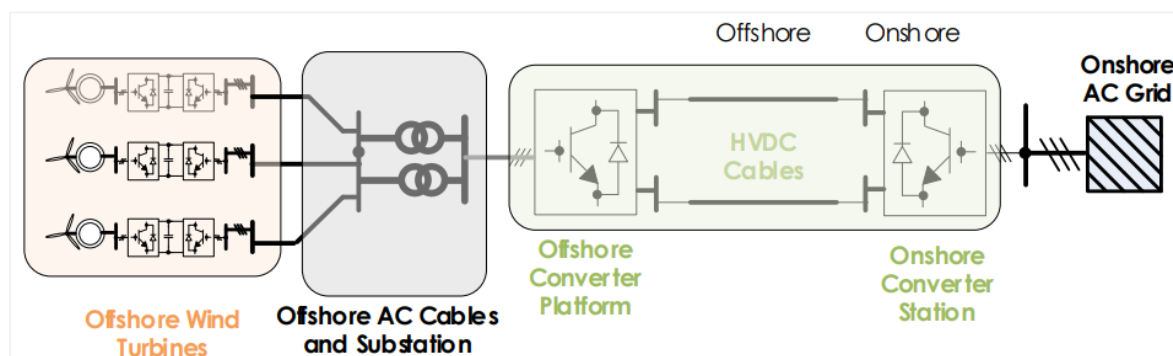 Offshore Onshore
Onshore
AC Grid
HVDC
Cables
Offshore
Converter
Platform
Onshore
Converter
Station
Offshore AC Cables
and Substation
Offshore Wind
Turbines